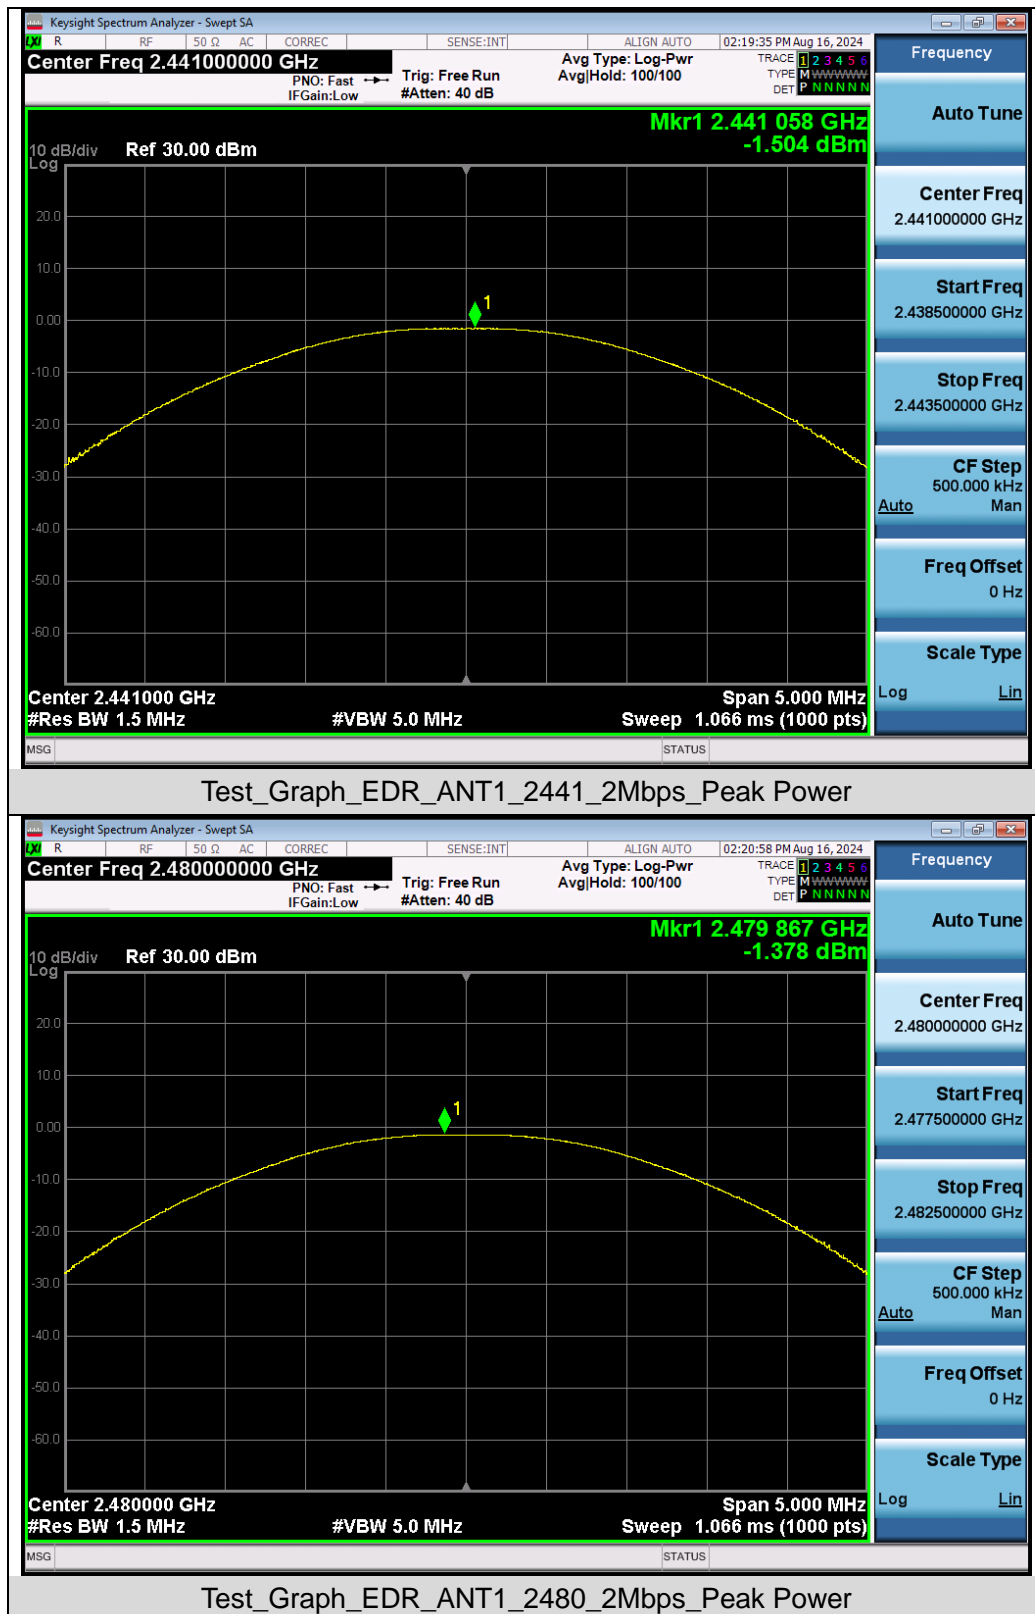 Keysight Spectrum Analyzer - Swept SA
LXI R RF 50 Ω AC CORREC SENSE:INT ALIGN AUTO 02:19:35 PM Aug 16, 2024
Center Freq 2.441000000 GHz
PNO: Fast
IFGain:Low
Trig: Free Run
#Atten: 40 dB
Avg Type: Log-Pwr
Avg|Hold: 100/100
TRACE 1 2 3 4 5 6
TYPE M WWWWW
DET P N N N N N
Mkr1 2.441 058 GHz
-1.504 dBm
10 dB/div Ref 30.00 dBm
Log
20.0
10.0
0.00
-10.0
-20.0
-30.0
-40.0
-50.0
-60.0
1
Center 2.441000 GHz Span 5.000 MHz
#Res BW 1.5 MHz #VBW 5.0 MHz Sweep 1.066 ms (1000 pts)
MSG STATUS
Frequency
Auto Tune
Center Freq
2.441000000 GHz
Start Freq
2.438500000 GHz
Stop Freq
2.443500000 GHz
CF Step
500.000 kHz
Auto Man
Freq Offset
0 Hz
Scale Type
Log Lin
Test_Graph_EDR_ANT1_2441_2Mbps_Peak Power
Keysight Spectrum Analyzer - Swept SA
LXI R RF 50 Ω AC CORREC SENSE:INT ALIGN AUTO 02:20:58 PM Aug 16, 2024
Center Freq 2.480000000 GHz
PNO: Fast
IFGain:Low
Trig: Free Run
#Atten: 40 dB
Avg Type: Log-Pwr
Avg|Hold: 100/100
TRACE 1 2 3 4 5 6
TYPE M WWWWW
DET P N N N N N
Mkr1 2.479 867 GHz
-1.378 dBm
10 dB/div Ref 30.00 dBm
Log
20.0
10.0
0.00
-10.0
-20.0
-30.0
-40.0
-50.0
-60.0
1
Center 2.480000 GHz Span 5.000 MHz
#Res BW 1.5 MHz #VBW 5.0 MHz Sweep 1.066 ms (1000 pts)
MSG STATUS
Frequency
Auto Tune
Center Freq
2.480000000 GHz
Start Freq
2.477500000 GHz
Stop Freq
2.482500000 GHz
CF Step
500.000 kHz
Auto Man
Freq Offset
0 Hz
Scale Type
Log Lin
Test_Graph_EDR_ANT1_2480_2Mbps_Peak Power